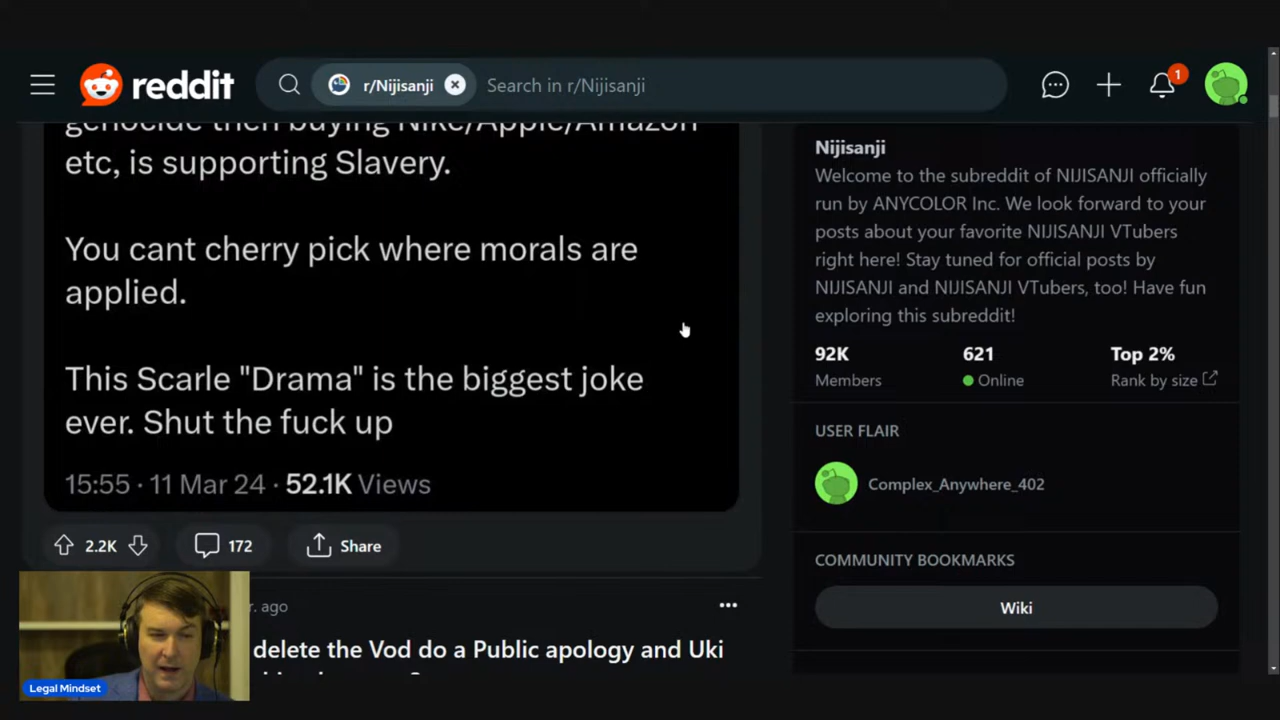 reddit
r/Nijisanji
Search in r/Nijisanji
1
genocide then buying Nike/Apple/Amazon
etc, is supporting Slavery.
You cant cherry pick where morals are
applied.
This Scarle "Drama" is the biggest joke
ever. Shut the fuck up
15:55 · 11 Mar 24 · 52.1K Views
2.2K
172
Share
r. ago
delete the Vod do a Public apology and Uki
Nijisanji
Welcome to the subreddit of NIJISANJI officially
run by ANYCOLOR Inc. We look forward to your
posts about your favorite NIJISANJI VTubers
right here! Stay tuned for official posts by
NIJISANJI and NIJISANJI VTubers, too! Have fun
exploring this subreddit!
92K
621
Top 2%
Members
Online
Rank by size
USER FLAIR
Complex_Anywhere_402
COMMUNITY BOOKMARKS
Wiki
Legal Mindset